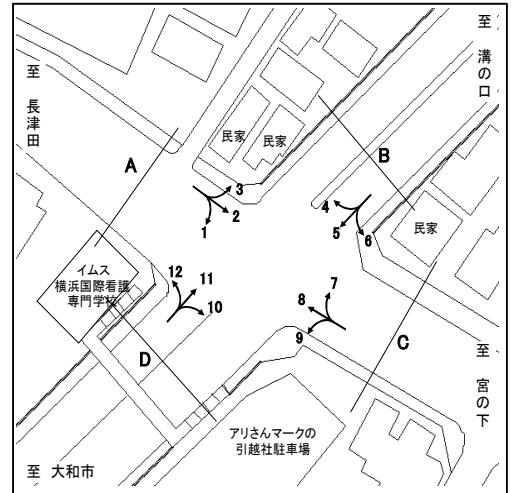 至 長津田
至 溝の口
民家
民家
A
B
3
2
1
4
5
6
民家
イムス
横浜国際看護
専門学校
12
11
10
7
8
9
D
C
至 宮の下
アリさんマークの
引越社駐車場
至 大和市